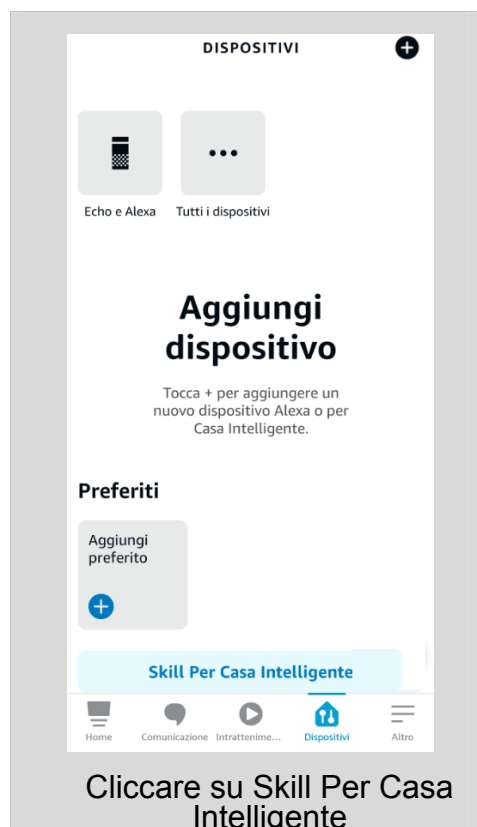 DISPOSITIVI
Echo e Alexa
Tutti i dispositivi
Aggiungi
dispositivo
Tocca + per aggiungere un
nuovo dispositivo Alexa o per
Casa Intelligente.
Preferiti
Aggiungi
preferito
Skill Per Casa Intelligente
Home
Comunicazione
Intrattenime...
Dispositivi
Altro
Cliccare su Skill Per Casa
Intelligente